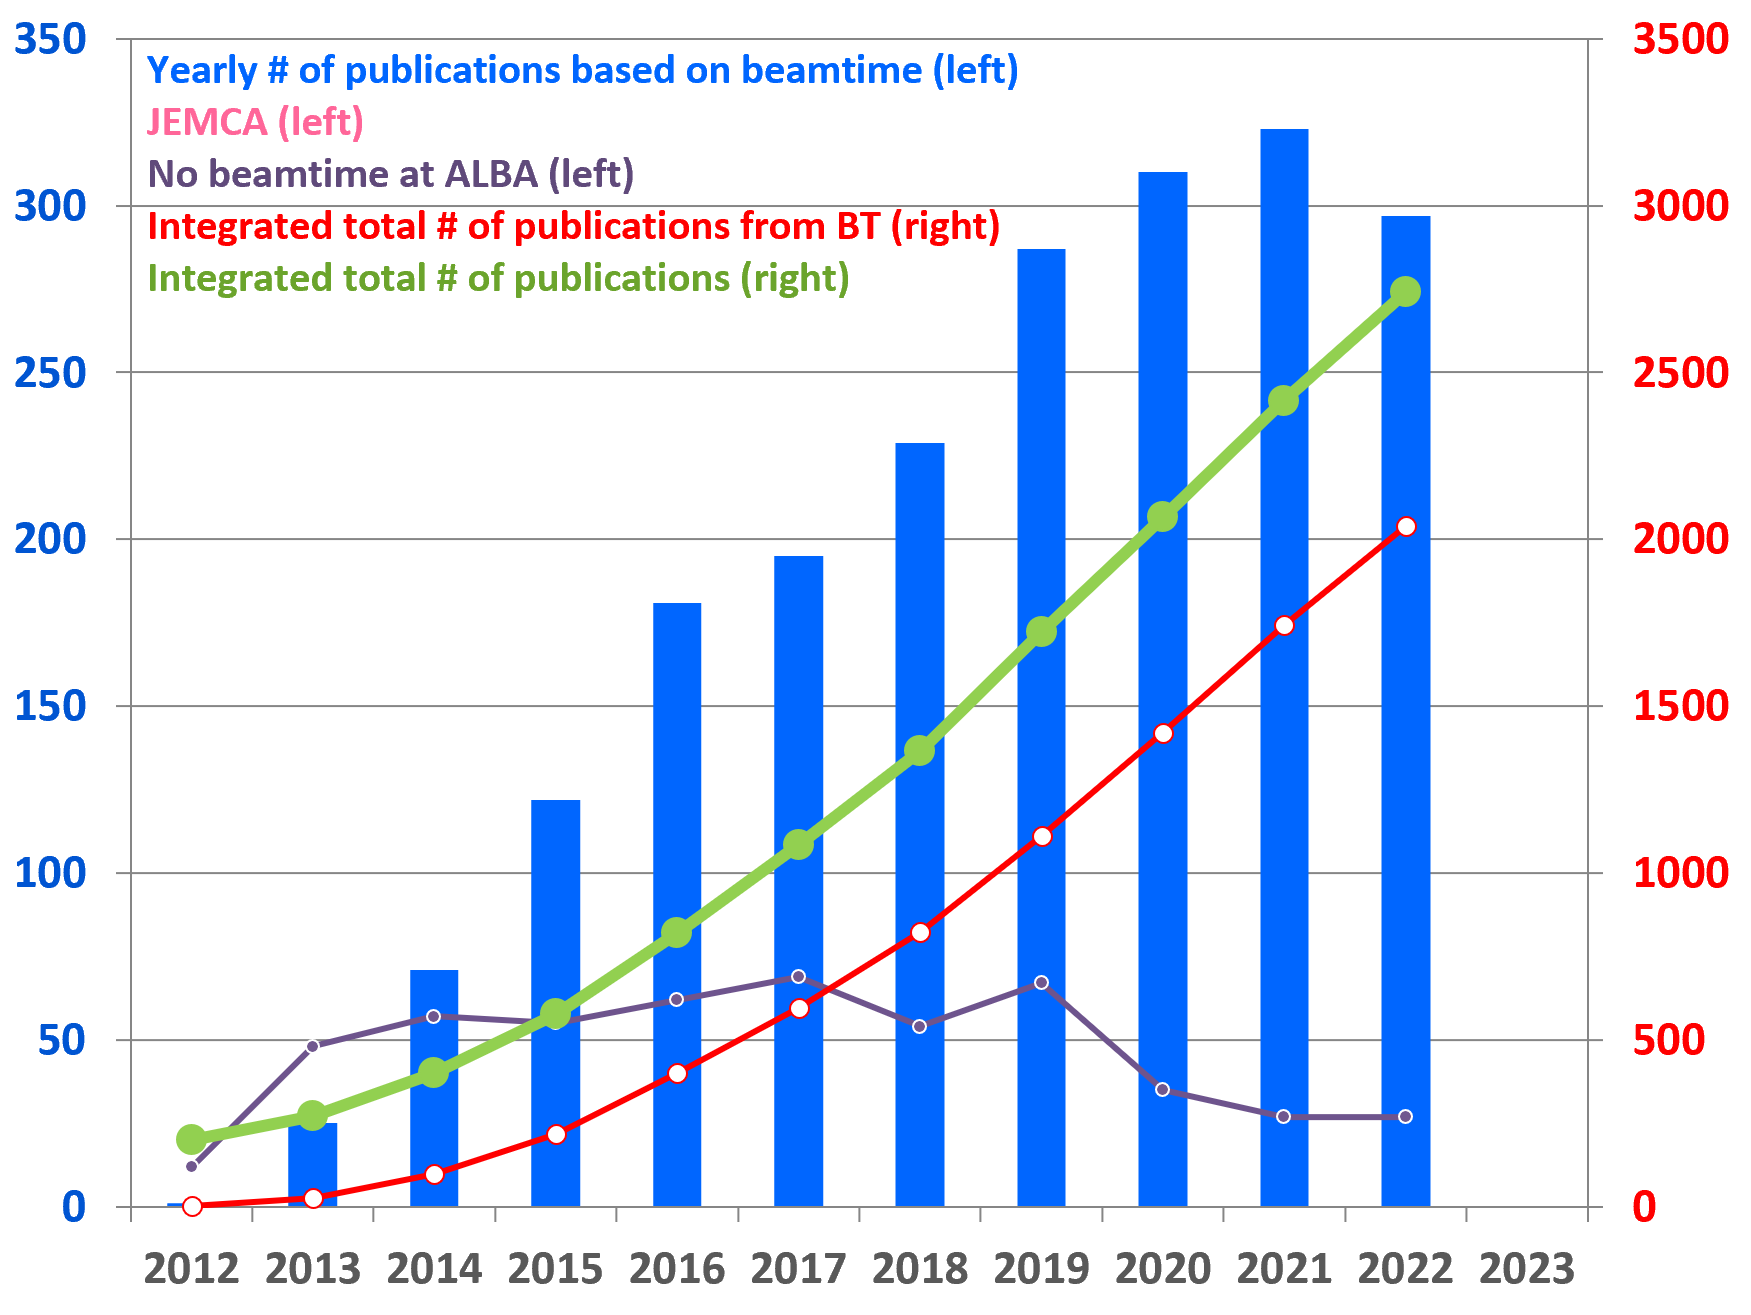 350
300
250
200
150
100
50
0
Yearly # of publications based on beamtime (left)
JEMCA (left)
No beamtime at ALBA (left)
Integrated total # of publications from BT (right)
Integrated total # of publications (right)
3500
3000
2500
2000
1500
1000
500
0
2012 2013 2014 2015 2016 2017 2018 2019 2020 2021 2022 2023